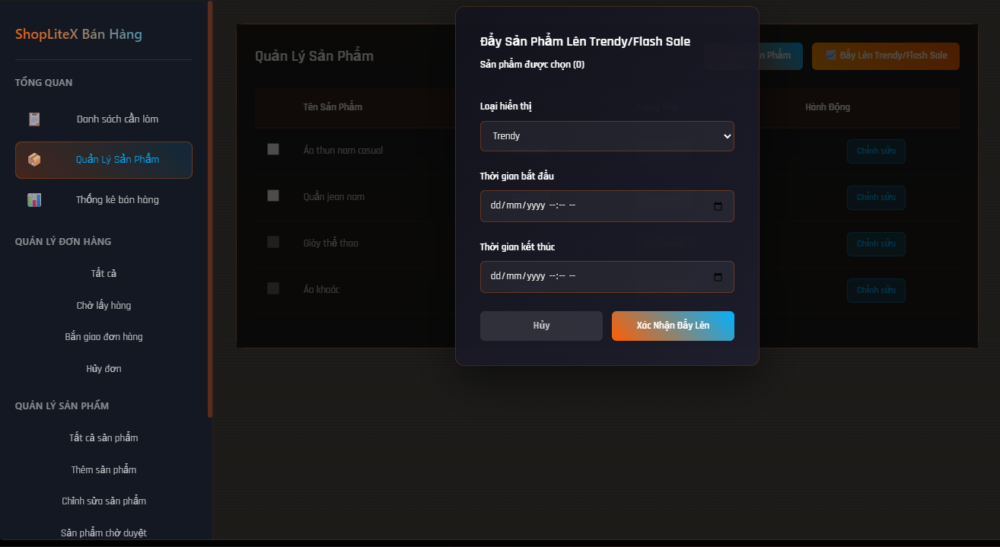 ShopLiteX Bán Hàng
TỔNG QUAN
Danh sách cần làm
Quản Lý Sản Phẩm
Thống kê bán hàng
QUẢN LÝ ĐƠN HÀNG
Tất cả
Chờ lấy hàng
Bắn giao đơn hàng
Hủy đơn
QUẢN LÝ SẢN PHẨM
Tất cả sản phẩm
Thêm sản phẩm
Chỉnh sửa sản phẩm
Sản phẩm chờ duyệt
Quản Lý Sản Phẩm
Phẩm
Đẩy Lên Trendy/Flash Sale
Tên Sản Phẩm
Hành Động
Áo thun nam casual
Chỉnh sửa
Quần jean nam
Chỉnh sửa
Giày thể thao
Chỉnh sửa
Áo khoác
Chỉnh sửa
Đẩy Sản Phẩm Lên Trendy/Flash Sale
Sản phẩm được chọn (0)
Loại hiển thị
Trendy
Thời gian bắt đầu
dd/mm/yyyy --:-- --
Thời gian kết thúc
dd/mm/yyyy --:-- --
Hủy
Xác Nhận Đẩy Lên